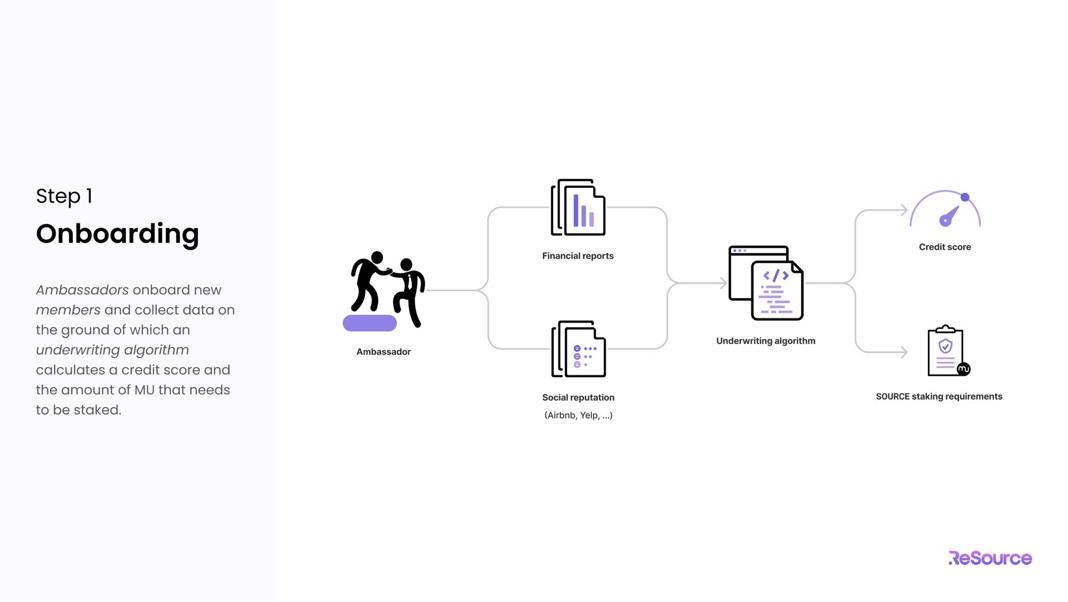 Step 1
Onboarding
Ambassadors onboard new
members and collect data on
the ground of which an
underwriting algorithm
calculates a credit score and
the amount of MU that needs
to be staked.
Ambassador
Financial reports
Social reputation
(Airbnb, Yelp, ...)
Underwriting algorithm
Credit score
MU
SOURCE staking requirements
ReSource